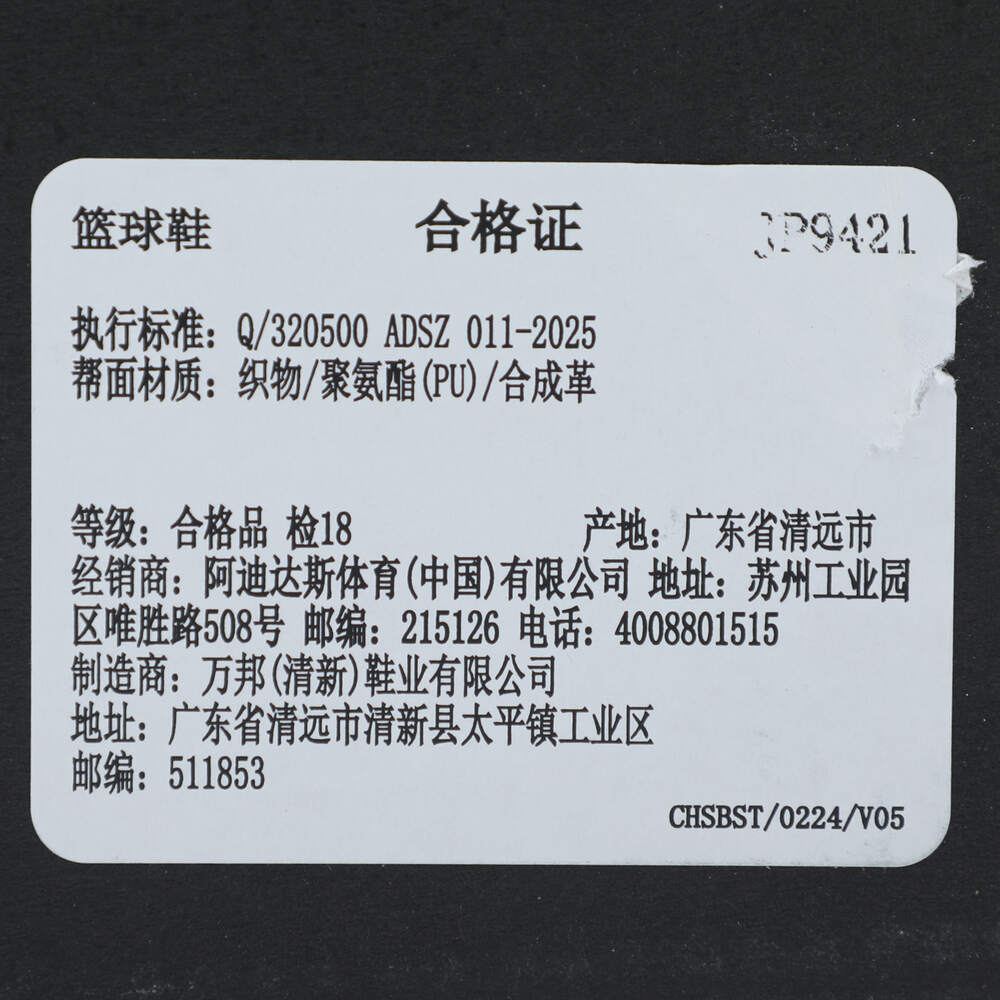 篮球鞋 合格证 JP9421
执行标准：Q/320500 ADSZ 011-2025
帮面材质：织物/聚氨酯(PU)/合成革
等级：合格品 检18 产地：广东省清远市
经销商：阿迪达斯体育(中国)有限公司 地址：苏州工业园
区唯胜路508号 邮编：215126 电话：4008801515
制造商：万邦(清新)鞋业有限公司
地址：广东省清远市清新县太平镇工业区
邮编：511853
CHSBST/0224/V05